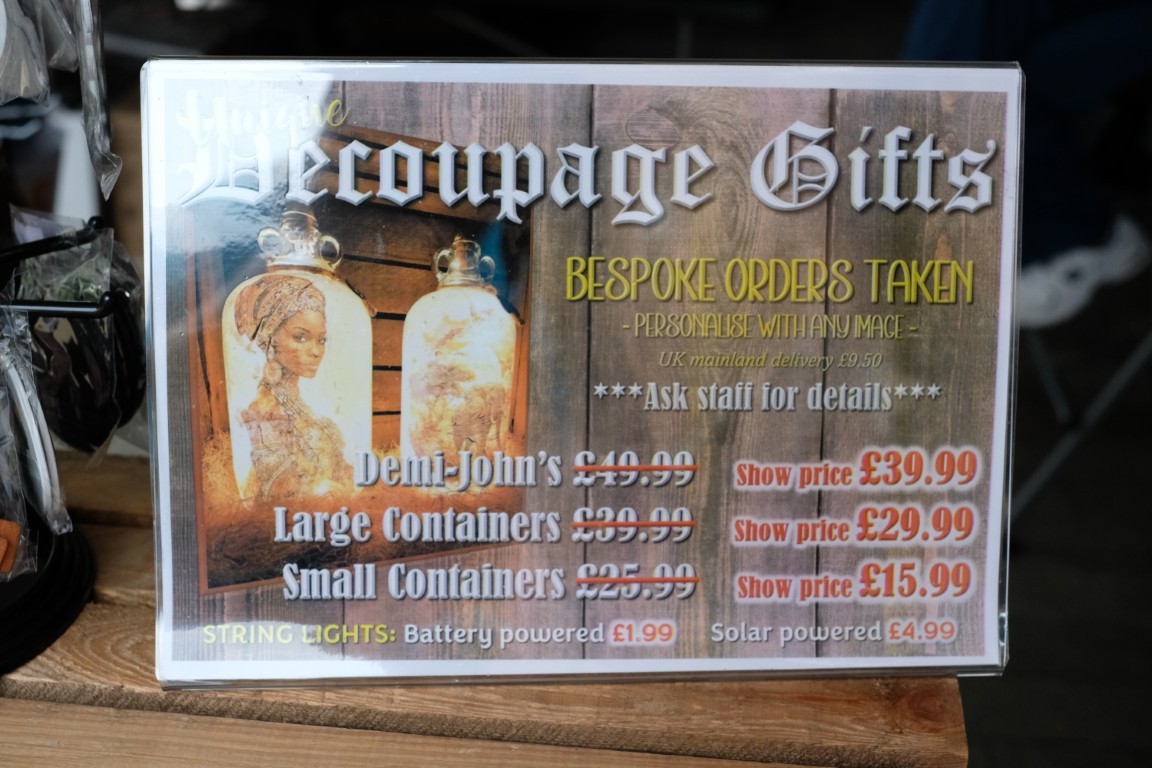 Unique
Decoupage Gifts
BESPOKE ORDERS TAKEN
- PERSONALISE WITH ANY IMAGE -
UK mainland delivery £9.50
***Ask staff for details***
Demi-John's £49.99 Show price £39.99
Large Containers £39.99 Show price £29.99
Small Containers £25.99 Show price £15.99
STRING LIGHTS: Battery powered £1.99 Solar powered £4.99